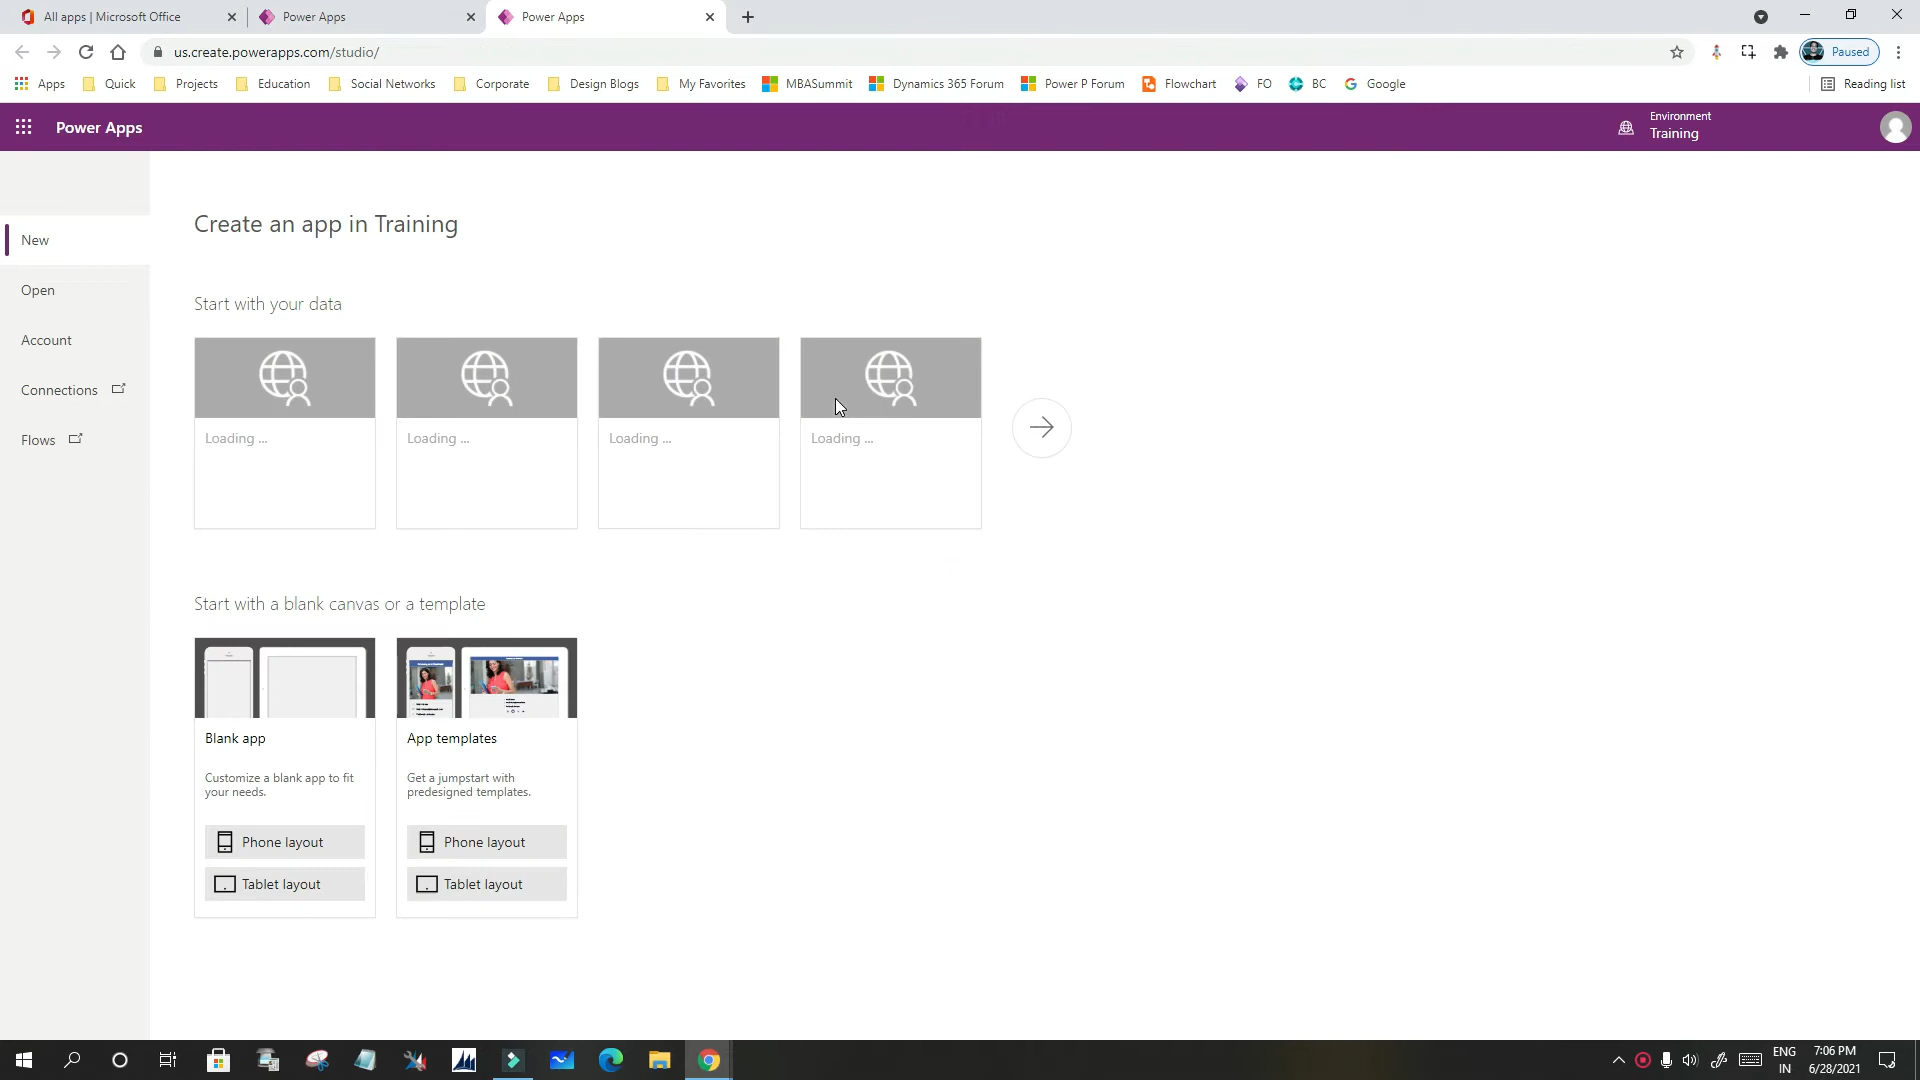 All apps | Microsoft Office
Power Apps
Power Apps
us.create.powerapps.com/studio/
Paused
Apps
Quick
Projects
Education
Social Networks
Corporate
Design Blogs
My Favorites
MBASummit
Dynamics 365 Forum
Power P Forum
Flowchart
FO
BC
Google
Reading list
Power Apps
Environment
Training
Create an app in Training
New
Open
Account
Connections
Flows
Start with your data
Loading ...
Loading ...
Loading ...
Loading ...
Start with a blank canvas or a template
Blank app
Customize a blank app to fit
your needs.
Phone layout
Tablet layout
App templates
Get a jumpstart with
predesigned templates.
Phone layout
Tablet layout
ENG
IN
7:06 PM
6/28/2021